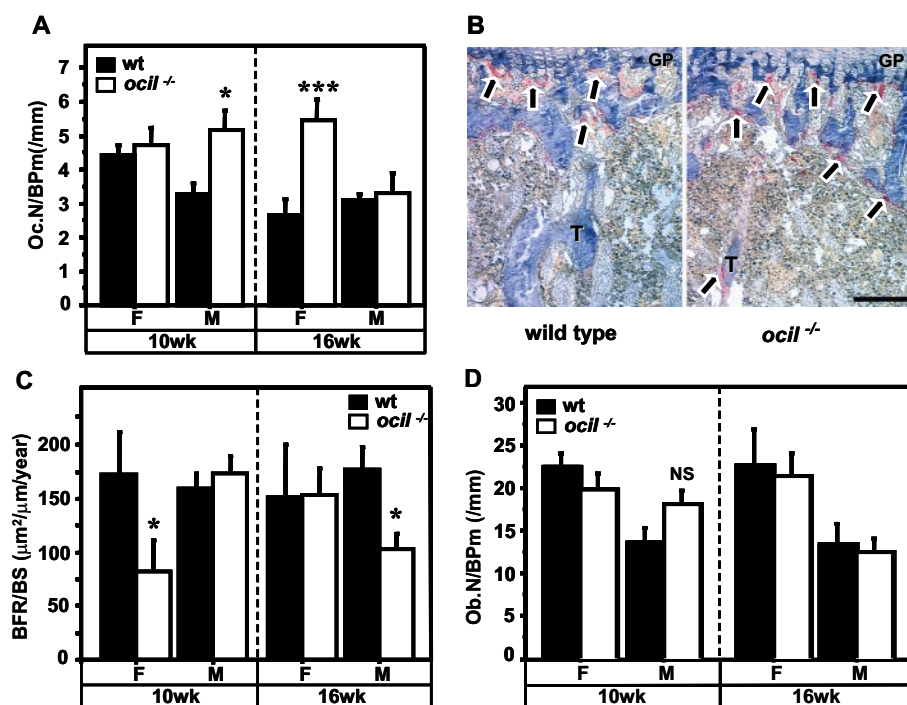 A
wt
ocil -/-
Oc.N/BPm(/mm)
7
6
5
4
3
2
1
0
*
***
F M F M
10wk 16wk
B
GP
GP
T
T
wild type ocil -/-
C
wt
ocil -/-
BFR/BS (μm²/μm/year)
200
175
150
100
75
50
0
*
*
F M F M
10wk 16wk
D
wt
ocil -/-
Ob.N/BPm (/mm)
30
25
20
15
10
5
0
NS
F M F M
10wk 16wk